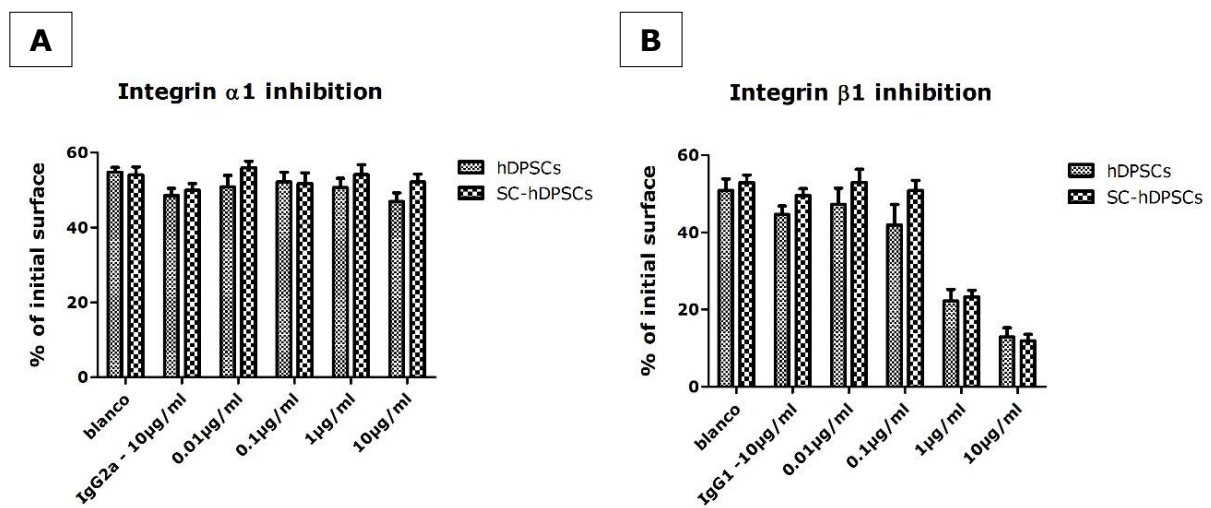 A
Integrin α1 inhibition
% of initial surface
60
40
20
0
blanco
IgG2a - 10µg/ml
0.01µg/ml
0.1µg/ml
1µg/ml
10µg/ml
hDPSCs
SC-hDPSCs
B
Integrin β1 inhibition
% of initial surface
60
40
20
0
blanco
IgG1 -10µg/ml
0.01µg/ml
0.1µg/ml
1µg/ml
10µg/ml
hDPSCs
SC-hDPSCs